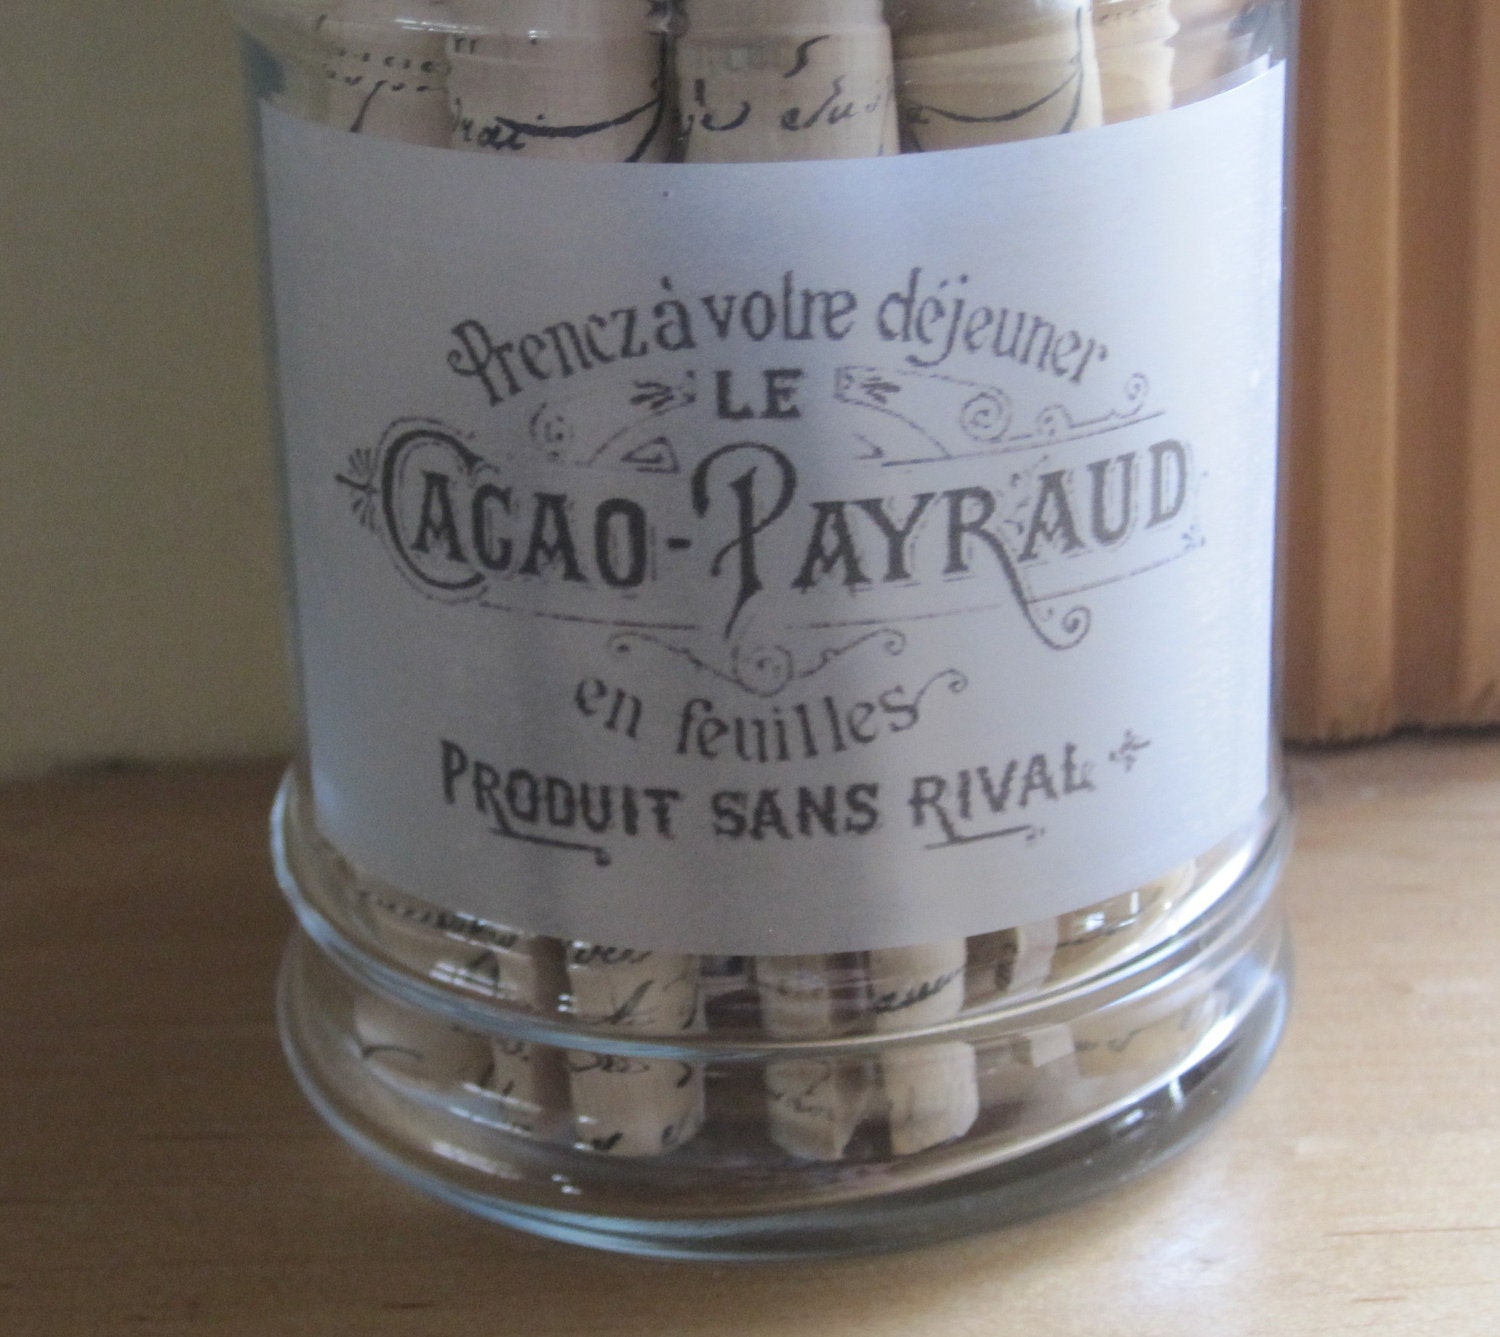 Prenez à votre déjeuner
LE
CACAO-PAYRAUD
en feuilles
PRODUIT SANS RIVAL